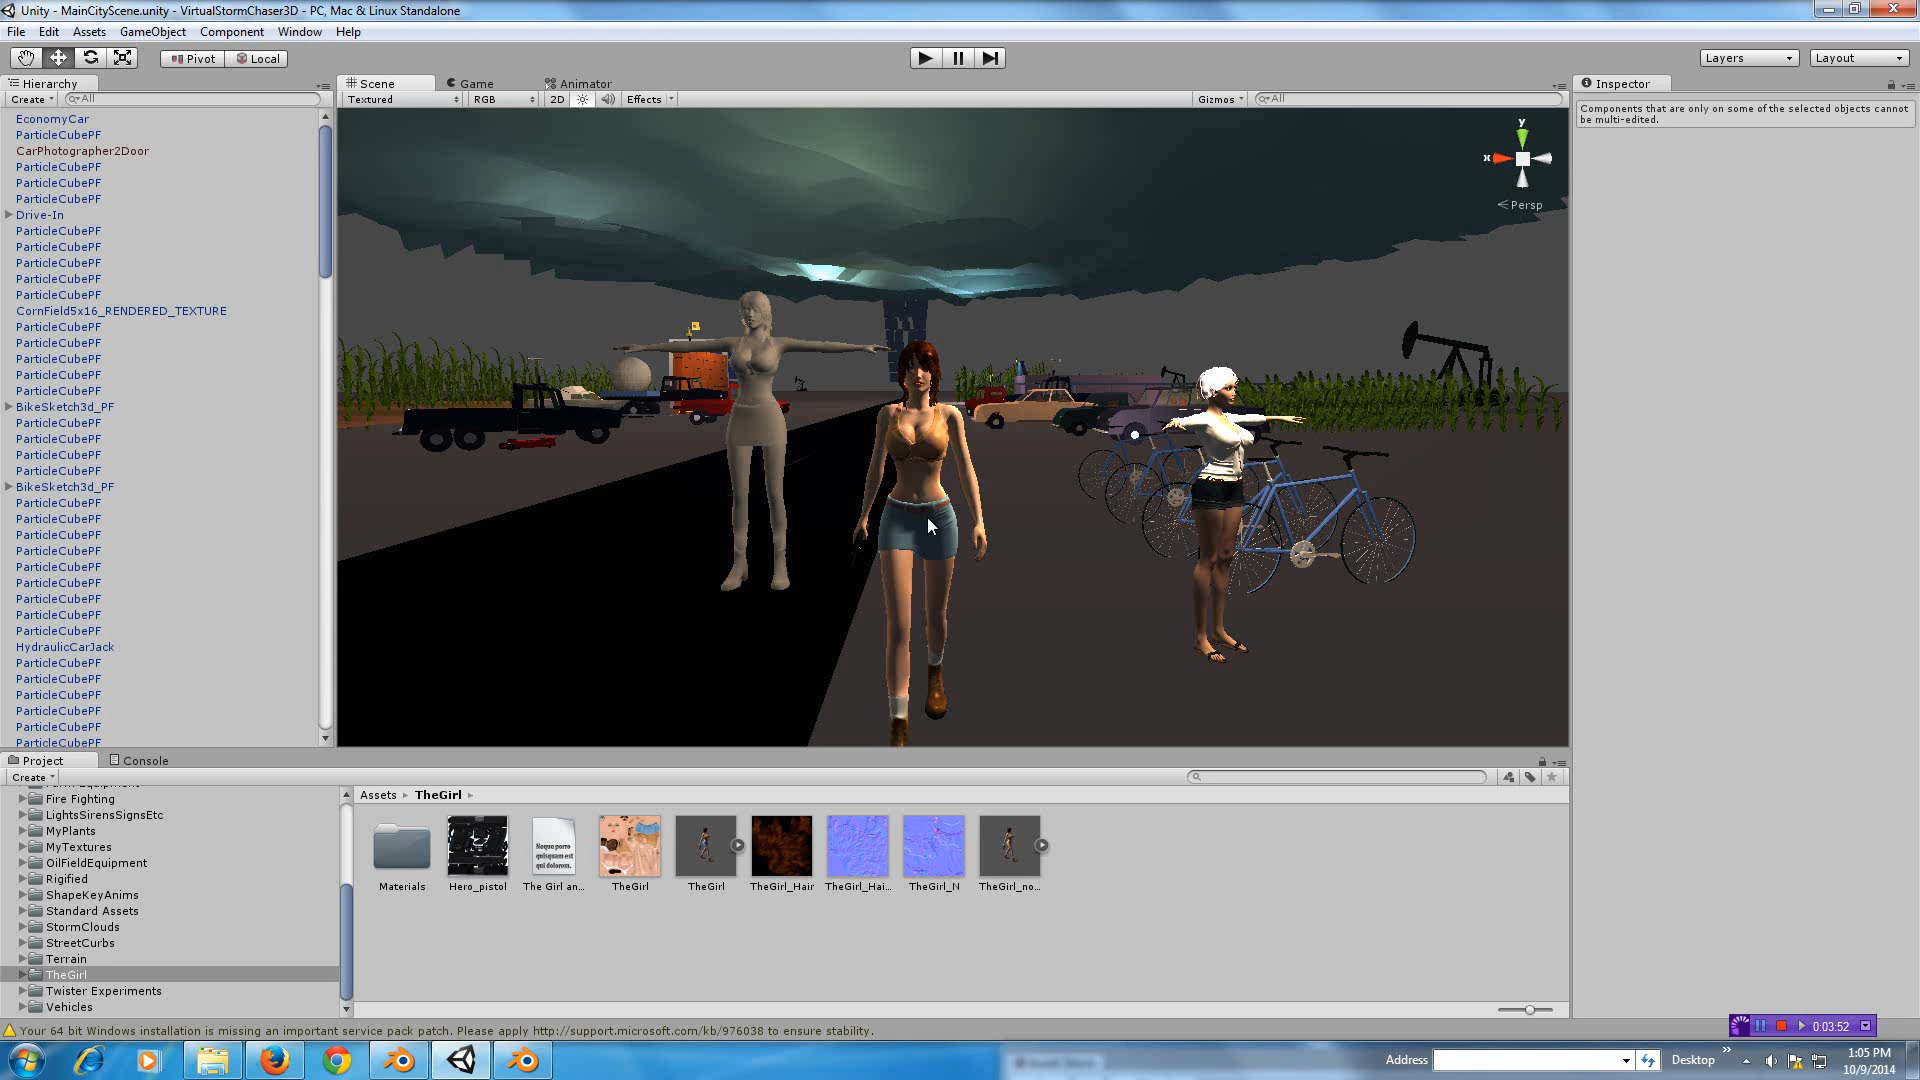 Unity - MainCityScene.unity - VirtualStormChaser3D - PC, Mac & Linux Standalone
File Edit Assets GameObject Component Window Help
Pivot Local Layers Layout
Hierarchy
Create All
EconomyCar
ParticleCubePF
CarPhotographer2Door
ParticleCubePF
ParticleCubePF
ParticleCubePF
Drive-In
ParticleCubePF
ParticleCubePF
ParticleCubePF
ParticleCubePF
ParticleCubePF
CornField5x16_RENDERED_TEXTURE
ParticleCubePF
ParticleCubePF
ParticleCubePF
ParticleCubePF
ParticleCubePF
BikeSketch3d_PF
ParticleCubePF
ParticleCubePF
ParticleCubePF
ParticleCubePF
BikeSketch3d_PF
ParticleCubePF
ParticleCubePF
ParticleCubePF
ParticleCubePF
ParticleCubePF
ParticleCubePF
ParticleCubePF
ParticleCubePF
ParticleCubePF
HydraulicCarJack
ParticleCubePF
ParticleCubePF
ParticleCubePF
ParticleCubePF
ParticleCubePF
ParticleCubePF
Scene Game Animator
Textured RGB 2D Effects Gizmos All
y
x
Persp
Inspector
Components that are only on some of the selected objects cannot
be multi-edited.
Project Console
Create
Fire Fighting
LightsSirensSignsEtc
MyPlants
MyTextures
OilFieldEquipment
Rigified
ShapeKeyAnims
Standard Assets
StormClouds
StreetCurbs
Terrain
TheGirl
Twister Experiments
Vehicles
Assets TheGirl
Neque porro
quisquam est
qui dolorem.
Materials Hero_pistol The Girl an... TheGirl TheGirl TheGirl_Hair TheGirl_Hai... TheGirl_N TheGirl_no...
Your 64 bit Windows installation is missing an important service pack patch. Please apply http://support.microsoft.com/kb/976038 to ensure stability.
0:03:52
Address Desktop
1:05 PM
10/9/2014